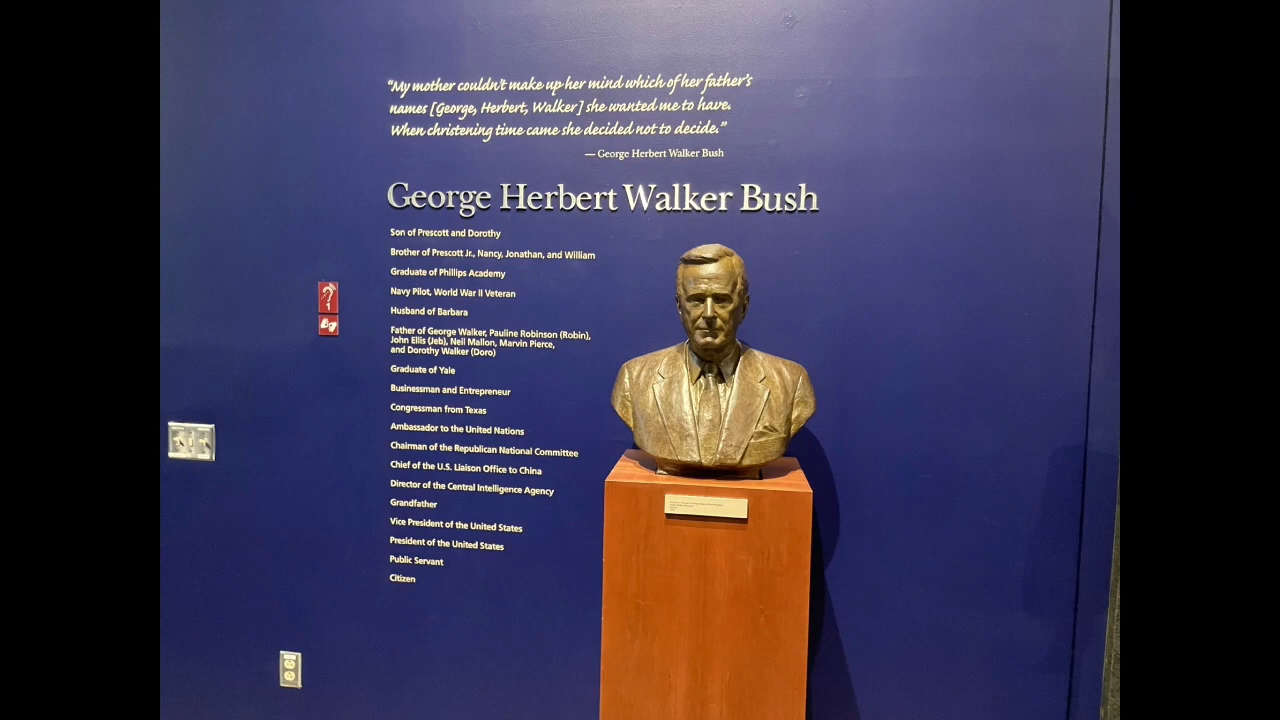 “My mother couldn’t make up her mind which of her father’s
names [George, Herbert, Walker] she wanted me to have.
When christening time came she decided not to decide.”
— George Herbert Walker Bush
George Herbert Walker Bush
Son of Prescott and Dorothy
Brother of Prescott Jr., Nancy, Jonathan, and William
Graduate of Phillips Academy
Navy Pilot, World War II Veteran
Husband of Barbara
Father of George Walker, Pauline Robinson (Robin),
John Ellis (Jeb), Neil Mallon, Marvin Pierce,
and Dorothy Walker (Doro)
Graduate of Yale
Businessman and Entrepreneur
Congressman from Texas
Ambassador to the United Nations
Chairman of the Republican National Committee
Chief of the U.S. Liaison Office to China
Director of the Central Intelligence Agency
Grandfather
Vice President of the United States
President of the United States
Public Servant
Citizen